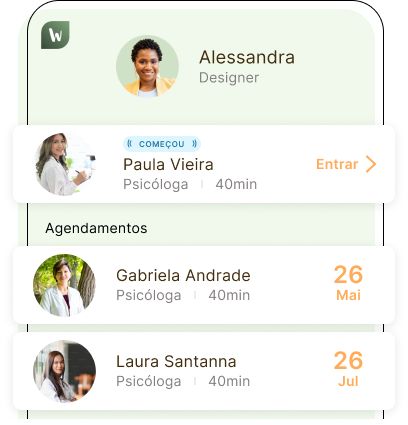 W
Alessandra
Designer
COMEÇOU
Paula Vieira
Psicóloga | 40min
Entrar
Agendamentos
Gabriela Andrade
Psicóloga | 40min
26
Mai
Laura Santanna
Psicóloga | 40min
26
Jul